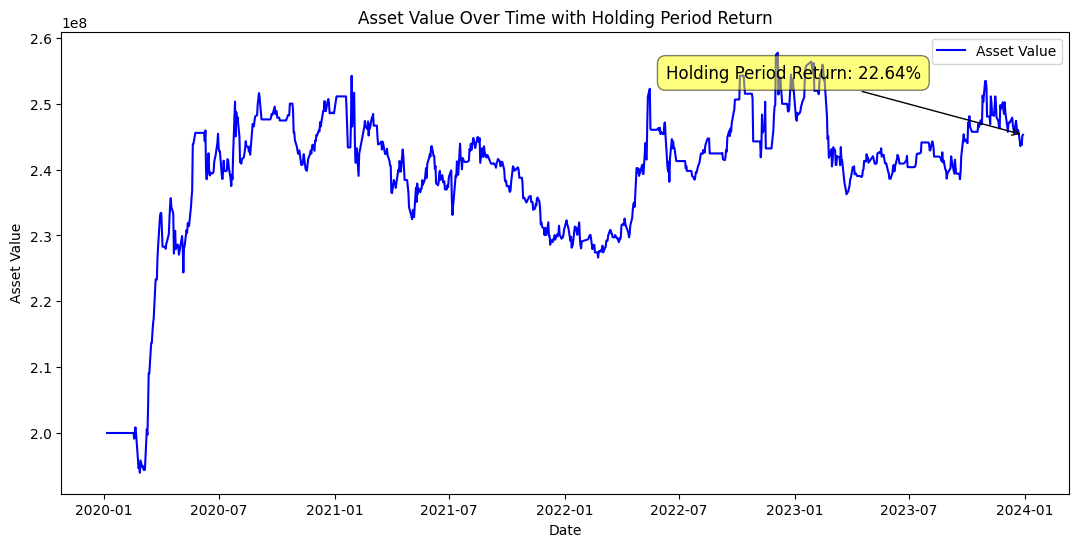 Asset Value Over Time with Holding Period Return
1e8
2.6
2.5
2.4
2.3
2.2
2.1
2.0
Asset Value
Holding Period Return: 22.64%
Asset Value
2020-01
2020-07
2021-01
2021-07
2022-01
2022-07
2023-01
2023-07
2024-01
Date